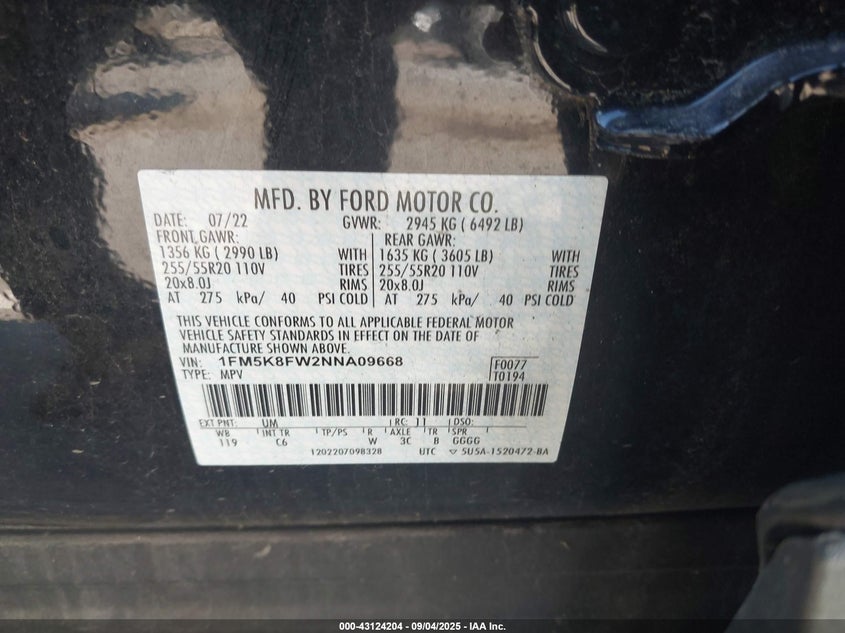 MFD. BY FORD MOTOR CO.
DATE: 07/22 GVWR: 2945 KG ( 6492 LB)
FRONT GAWR: REAR GAWR:
1356 KG ( 2990 LB) WITH 1635 KG ( 3605 LB) WITH
255/55R20 110V TIRES 255/55R20 110V TIRES
20x8.0J RIMS 20x8.0J RIMS
AT 275 kPa/ 40 PSI COLD AT 275 kPa/ 40 PSI COLD
THIS VEHICLE CONFORMS TO ALL APPLICABLE FEDERAL MOTOR
VEHICLE SAFETY STANDARDS IN EFFECT ON THE DATE OF
MANUFACTURE SHOWN ABOVE.
VIN: 1FM5K8FW2NNA09668 F0077
TYPE: MPV T0194
EXT PNT: UM RC: 11 DSO:
WB INT TR TP/PS R AXLE TR SPR
119 C6 W 3C B GGGG
1202207098328 UTC ▽ 5U5A-1520472-BA
000-43124204 - 09/04/2025 - IAA Inc.